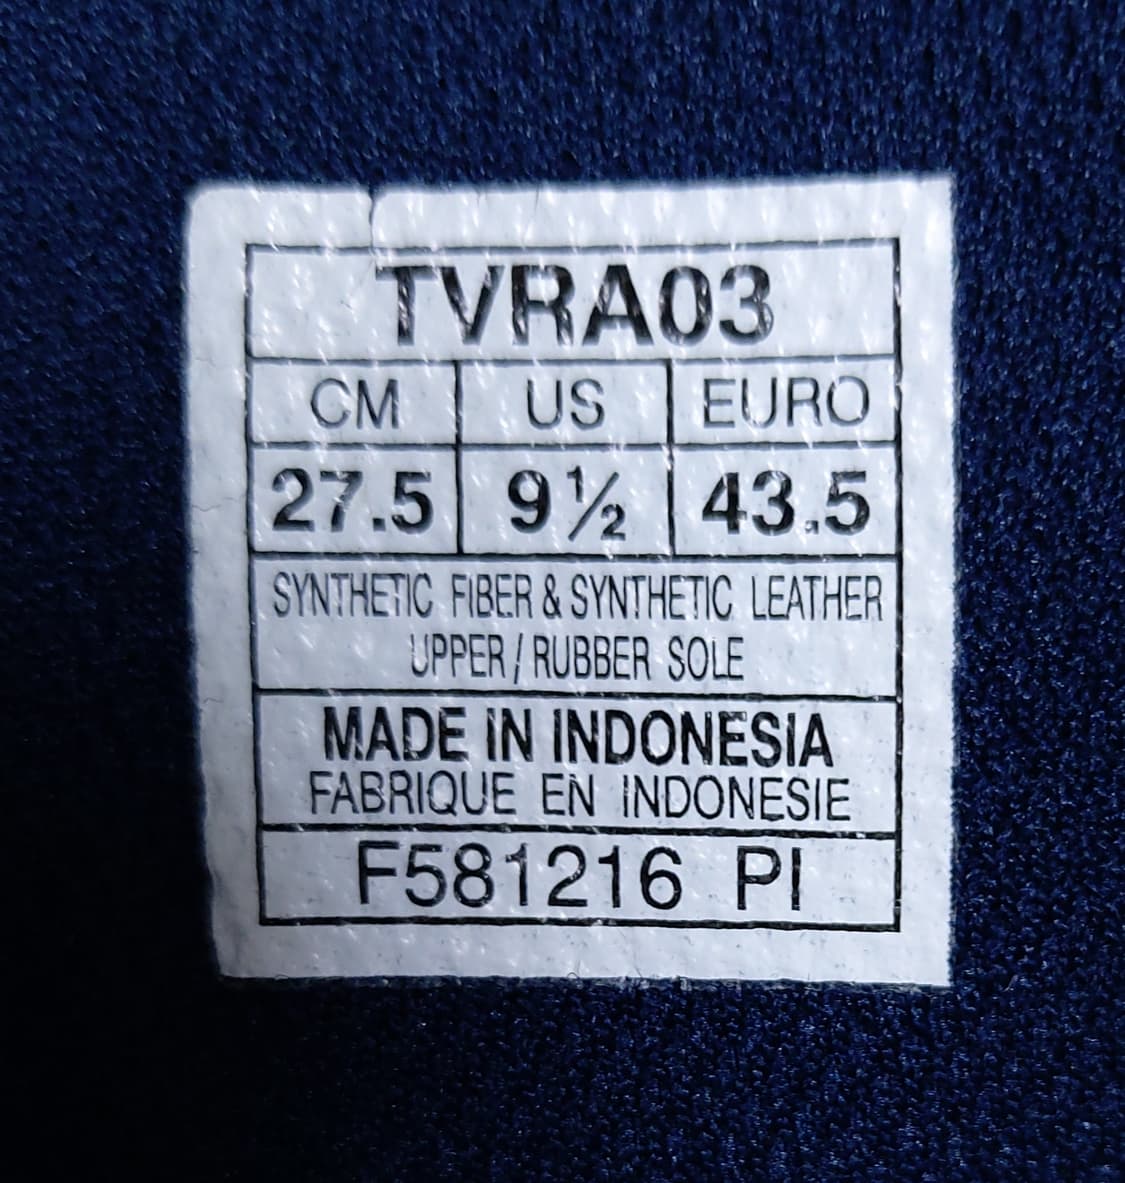 TVRA03
CM US EURO
27.5 9½ 43.5
SYNTHETIC FIBER & SYNTHETIC LEATHER
UPPER / RUBBER SOLE
MADE IN INDONESIA
FABRIQUE EN INDONESIE
F581216 PI